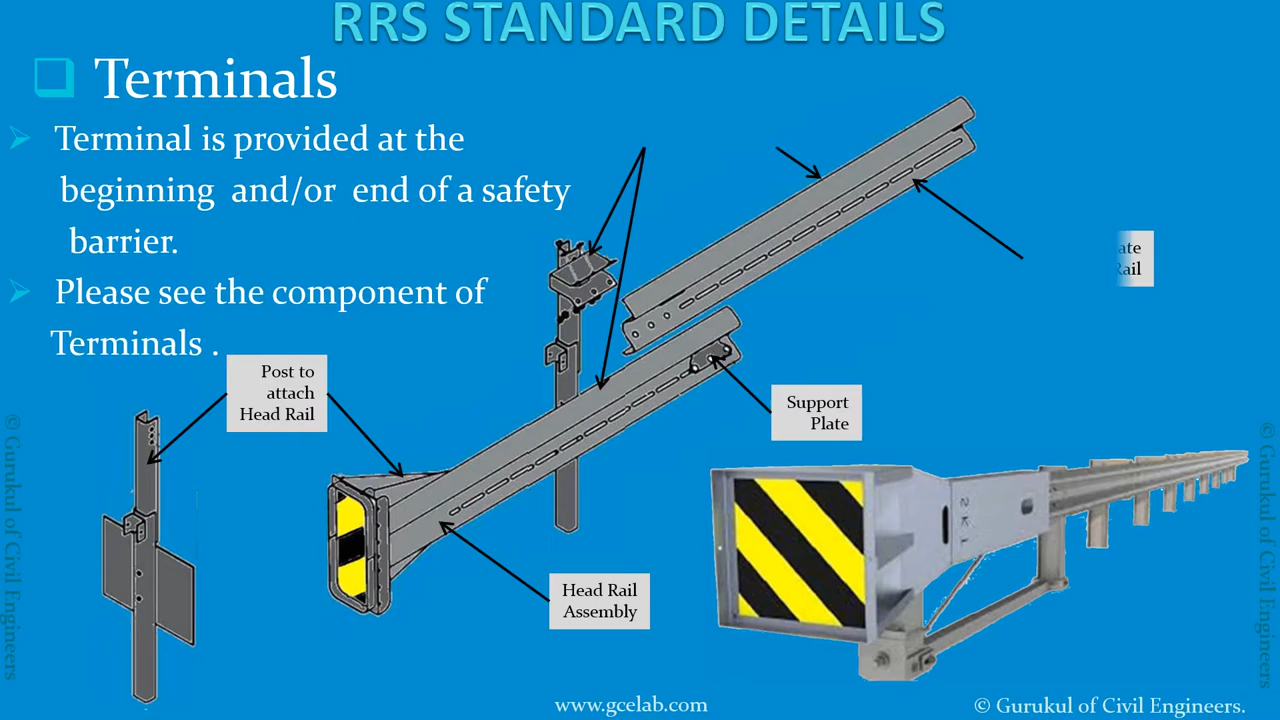 RRS STANDARD DETAILS
Terminals
Terminal is provided at the
beginning and/or end of a safety
barrier.
Please see the component of
Terminals .
Post to
attach
Head Rail
Support
Plate
Head Rail
Assembly
2 K T
© Gurukul of Civil Engineers
© Gurukul of Civil Engineers
www.gcelab.com
© Gurukul of Civil Engineers.